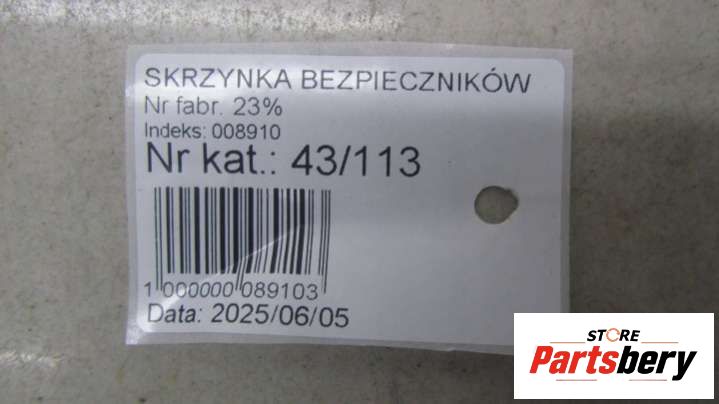 SKRZYNKA BEZPIECZNIKÓW
Nr fabr. 23%
Indeks: 008910
Nr kat.: 43/113
1 000000 089103
Data: 2025/06/05
STORE
Partsbery